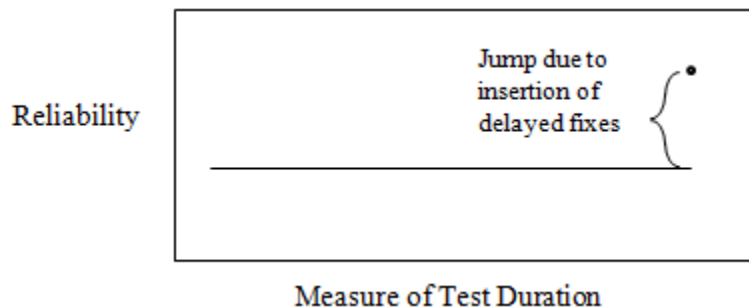 Jump due to
insertion of
delayed fixes
Reliability
Measure of Test Duration